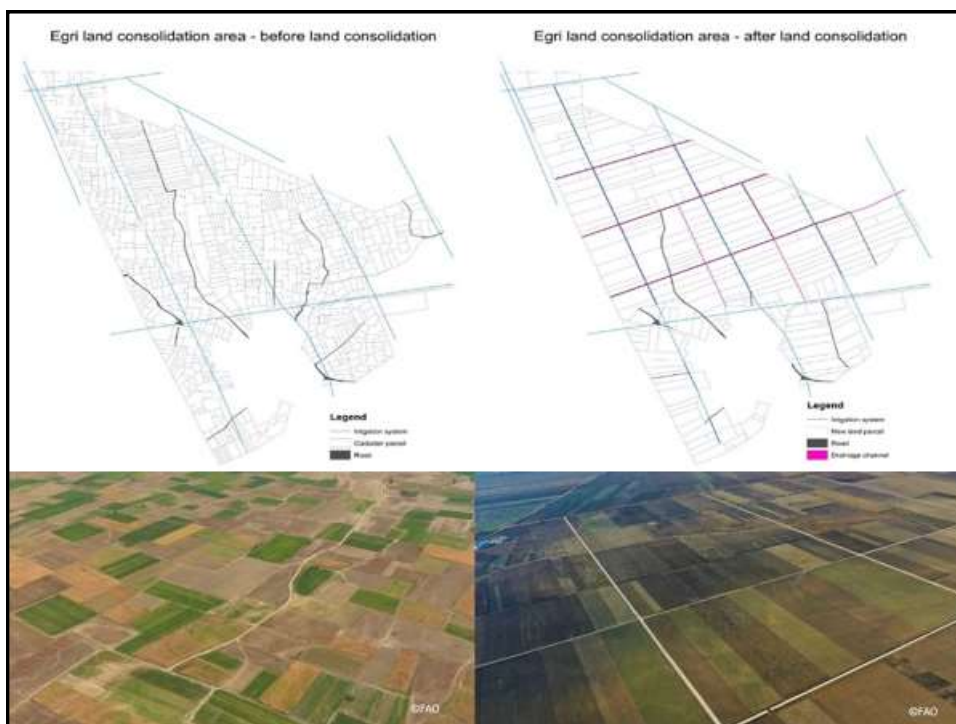 Egri land consolidation area - before land consolidation
Egri land consolidation area - after land consolidation
Legend
Irrigation system
Cadaster parcel
Road
Legend
Irrigation system
New land parcel
Road
Drainage channel
©FAO
©FAO